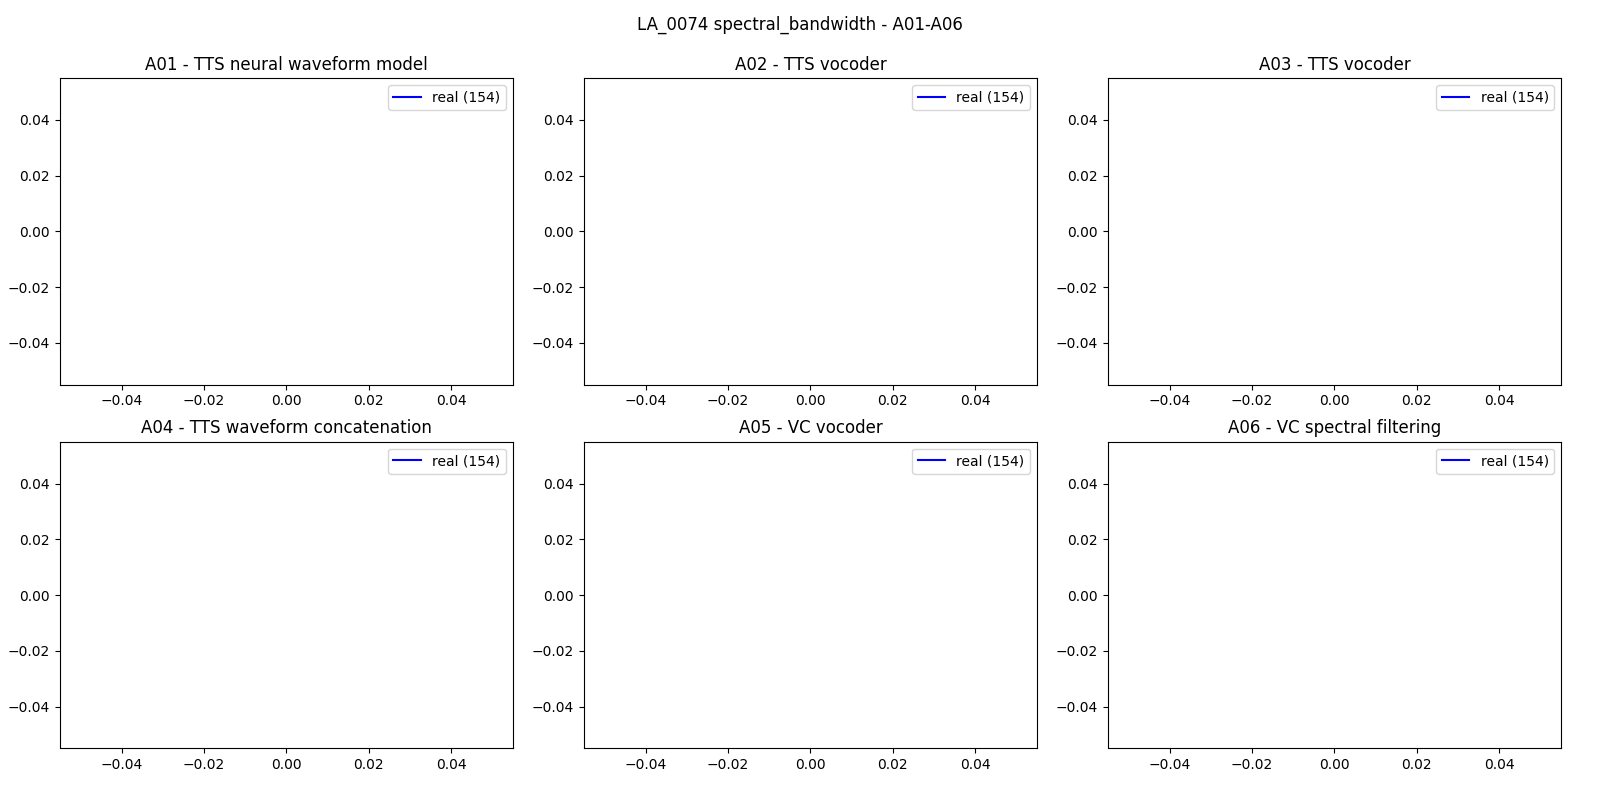 LA_0074 spectral_bandwidth - A01-A06
A01 - TTS neural waveform model
real (154)
0.04
0.02
0.00
−0.02
−0.04
−0.04 −0.02 0.00 0.02 0.04
A02 - TTS vocoder
real (154)
0.04
0.02
0.00
−0.02
−0.04
−0.04 −0.02 0.00 0.02 0.04
A03 - TTS vocoder
real (154)
0.04
0.02
0.00
−0.02
−0.04
−0.04 −0.02 0.00 0.02 0.04
A04 - TTS waveform concatenation
real (154)
0.04
0.02
0.00
−0.02
−0.04
−0.04 −0.02 0.00 0.02 0.04
A05 - VC vocoder
real (154)
0.04
0.02
0.00
−0.02
−0.04
−0.04 −0.02 0.00 0.02 0.04
A06 - VC spectral filtering
real (154)
0.04
0.02
0.00
−0.02
−0.04
−0.04 −0.02 0.00 0.02 0.04